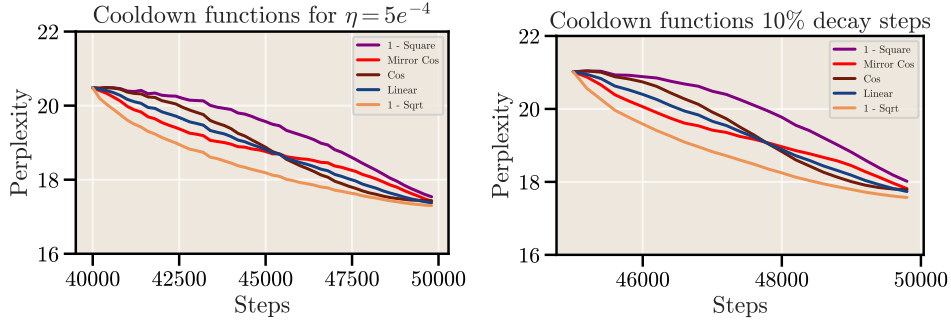 Cooldown functions for η = 5e⁻⁴
22
20
18
16
Perplexity
1 - Square
Mirror Cos
Cos
Linear
1 - Sqrt
40000 42500 45000 47500 50000
Steps
Cooldown functions 10% decay steps
22
20
18
16
Perplexity
1 - Square
Mirror Cos
Cos
Linear
1 - Sqrt
46000 48000 50000
Steps